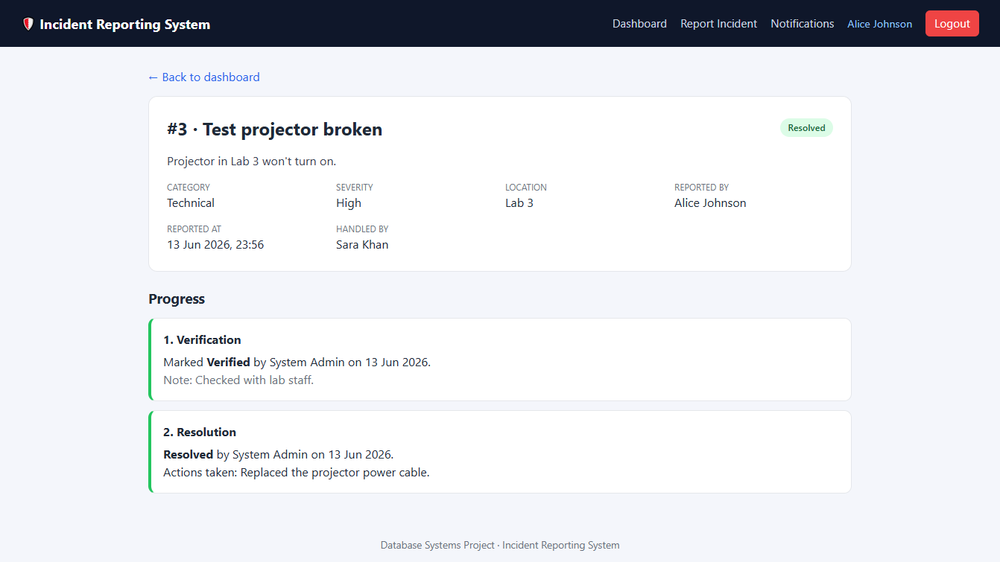 Incident Reporting System
Dashboard Report Incident Notifications Alice Johnson Logout
← Back to dashboard
#3 · Test projector broken
Resolved
Projector in Lab 3 won't turn on.
CATEGORY SEVERITY LOCATION REPORTED BY
Technical High Lab 3 Alice Johnson
REPORTED AT HANDLED BY
13 Jun 2026, 23:56 Sara Khan
Progress
1. Verification
Marked Verified by System Admin on 13 Jun 2026.
Note: Checked with lab staff.
2. Resolution
Resolved by System Admin on 13 Jun 2026.
Actions taken: Replaced the projector power cable.
Database Systems Project · Incident Reporting System